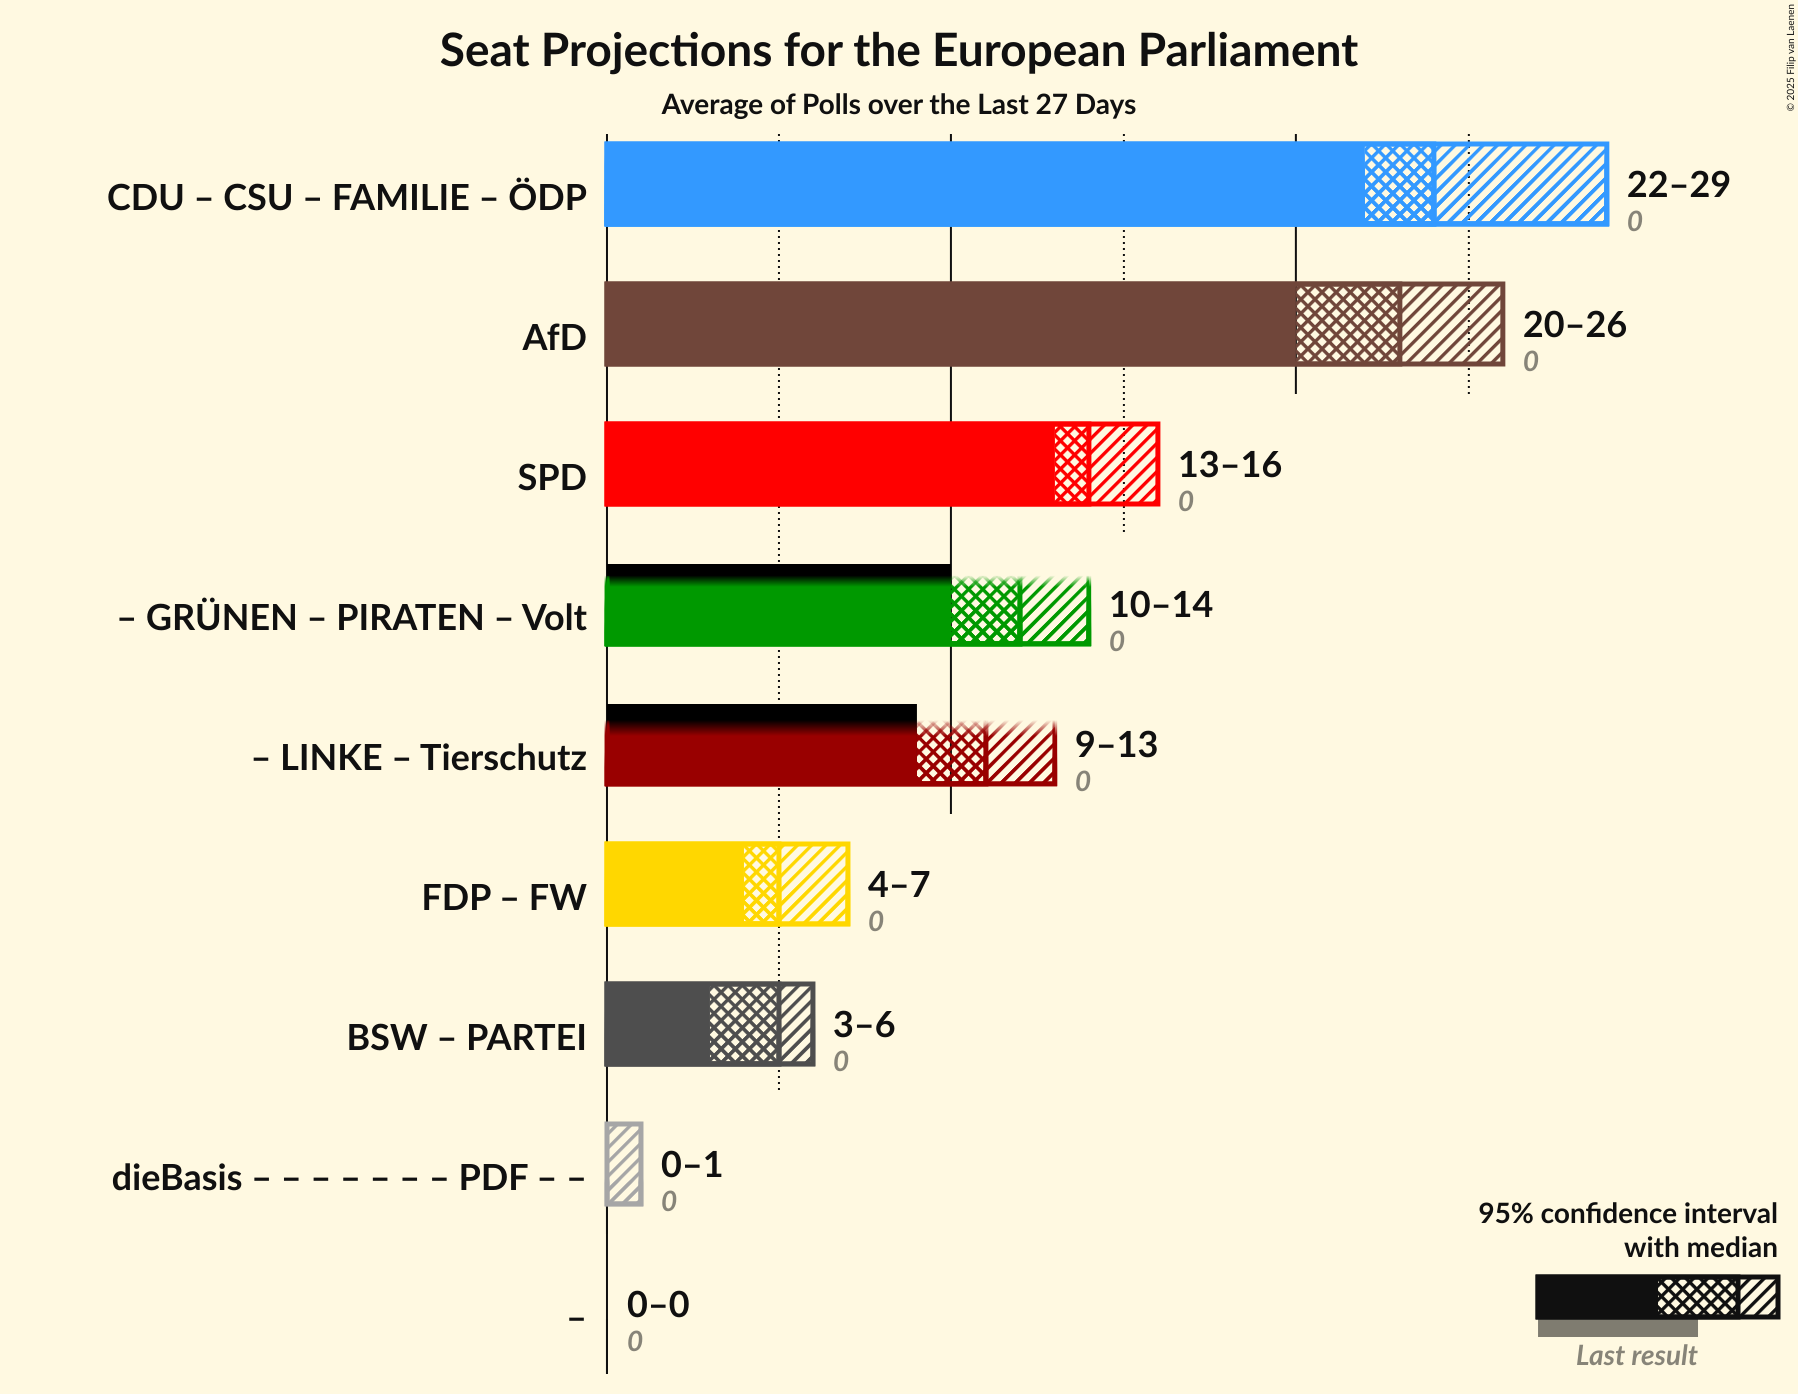 Seat Projections for the European Parliament
Average of Polls over the Last 27 Days
© 2025 Filip van Laenen
CDU – CSU – FAMILIE – ÖDP
22–29
0
AfD
20–26
0
SPD
13–16
0
– GRÜNEN – PIRATEN – Volt
10–14
0
– LINKE – Tierschutz
9–13
0
FDP – FW
4–7
0
BSW – PARTEI
3–6
0
dieBasis – – – – – – – PDF – –
0–1
0
–
0–0
0
95% confidence interval
with median
Last result